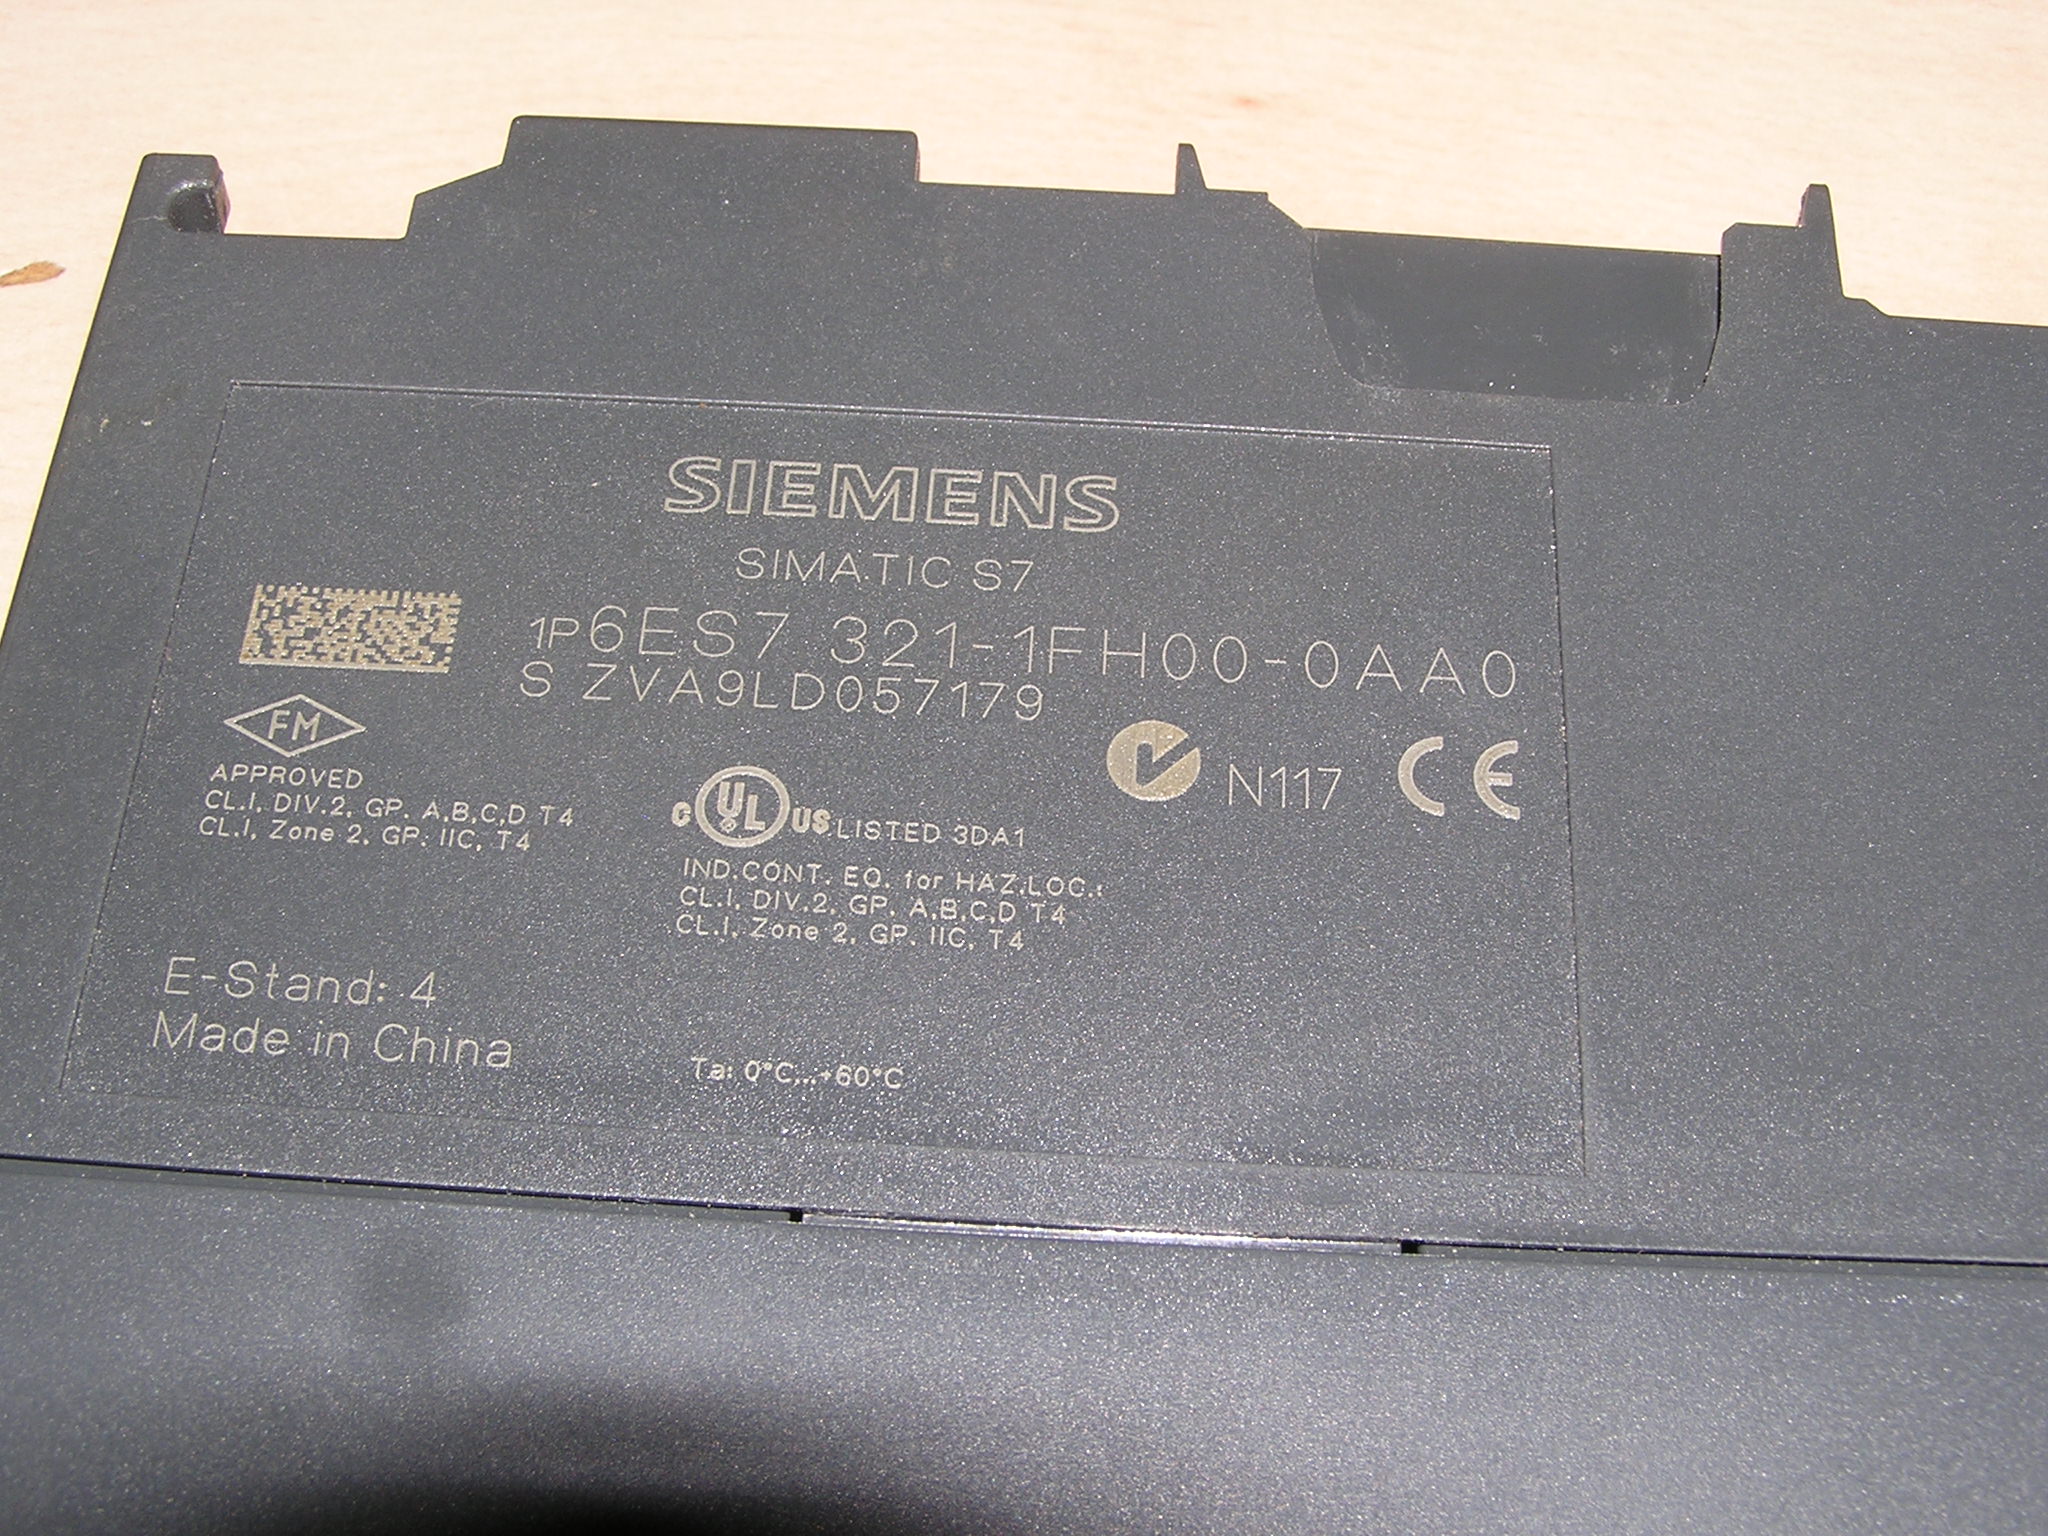 SIEMENS
SIMATIC S7
1P 6ES7 321-1FH00-0AA0
S ZVA9LD057179
FM
APPROVED
CL.I, DIV.2, GP. A,B,C,D T4
CL.I, Zone 2, GP. IIC, T4
C UL US LISTED 3DA1
IND.CONT. EQ. for HAZ.LOC.:
CL.I, DIV.2, GP. A,B,C,D T4
CL.I, Zone 2, GP. IIC, T4
N117
CE
E-Stand: 4
Made in China
Ta: 0°C...+60°C